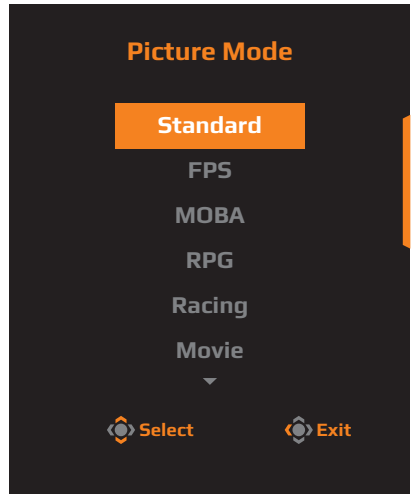 Picture Mode
Standard
FPS
MOBA
RPG
Racing
Movie
Select Exit